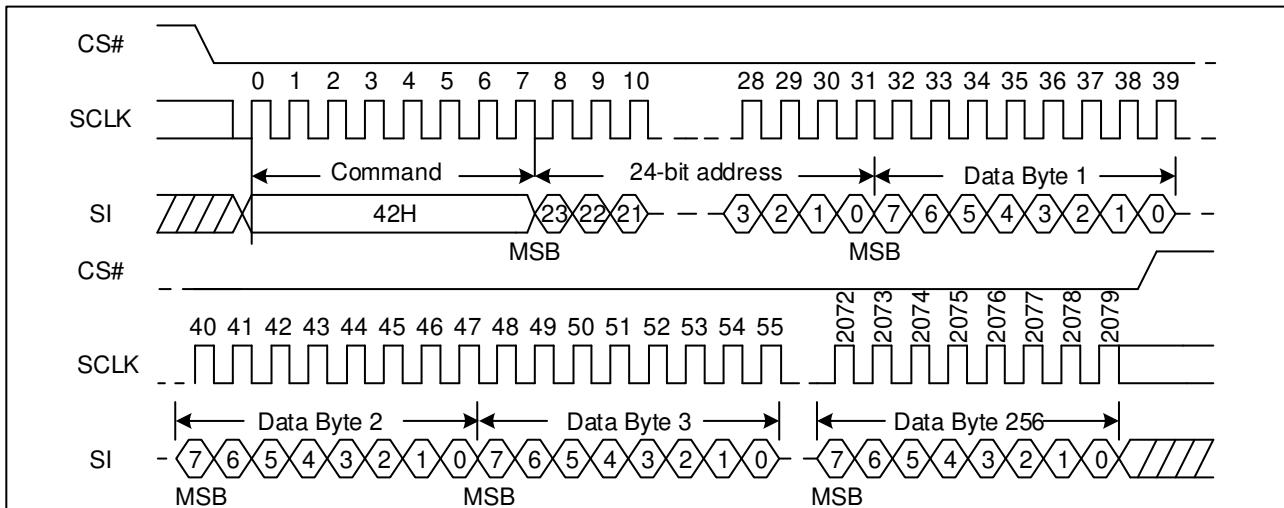 CS#
0 1 2 3 4 5 6 7 8 9 10 28 29 30 31 32 33 34 35 36 37 38 39
SCLK
Command 24-bit address Data Byte 1
SI 42H 23 22 21 3 2 1 0 7 6 5 4 3 2 1 0
MSB MSB
CS#
40 41 42 43 44 45 46 47 48 49 50 51 52 53 54 55 2072 2073 2074 2075 2076 2077 2078 2079
SCLK
Data Byte 2 Data Byte 3 Data Byte 256
SI 7 6 5 4 3 2 1 0 7 6 5 4 3 2 1 0 7 6 5 4 3 2 1 0
MSB MSB MSB